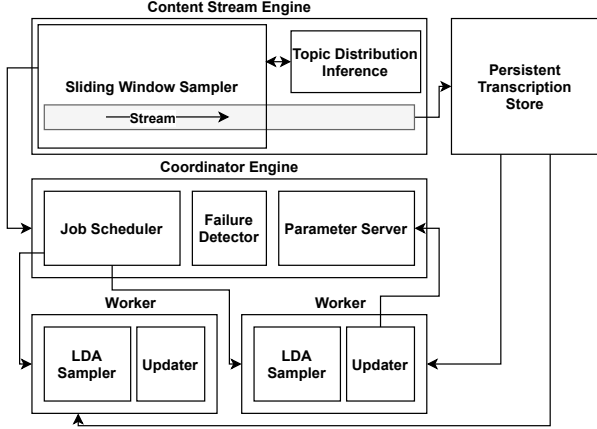 Content Stream Engine
Sliding Window Sampler
Topic Distribution
Inference
Stream
Persistent
Transcription
Store
Coordinator Engine
Job Scheduler
Failure
Detector
Parameter Server
Worker
LDA
Sampler
Updater
Worker
LDA
Sampler
Updater